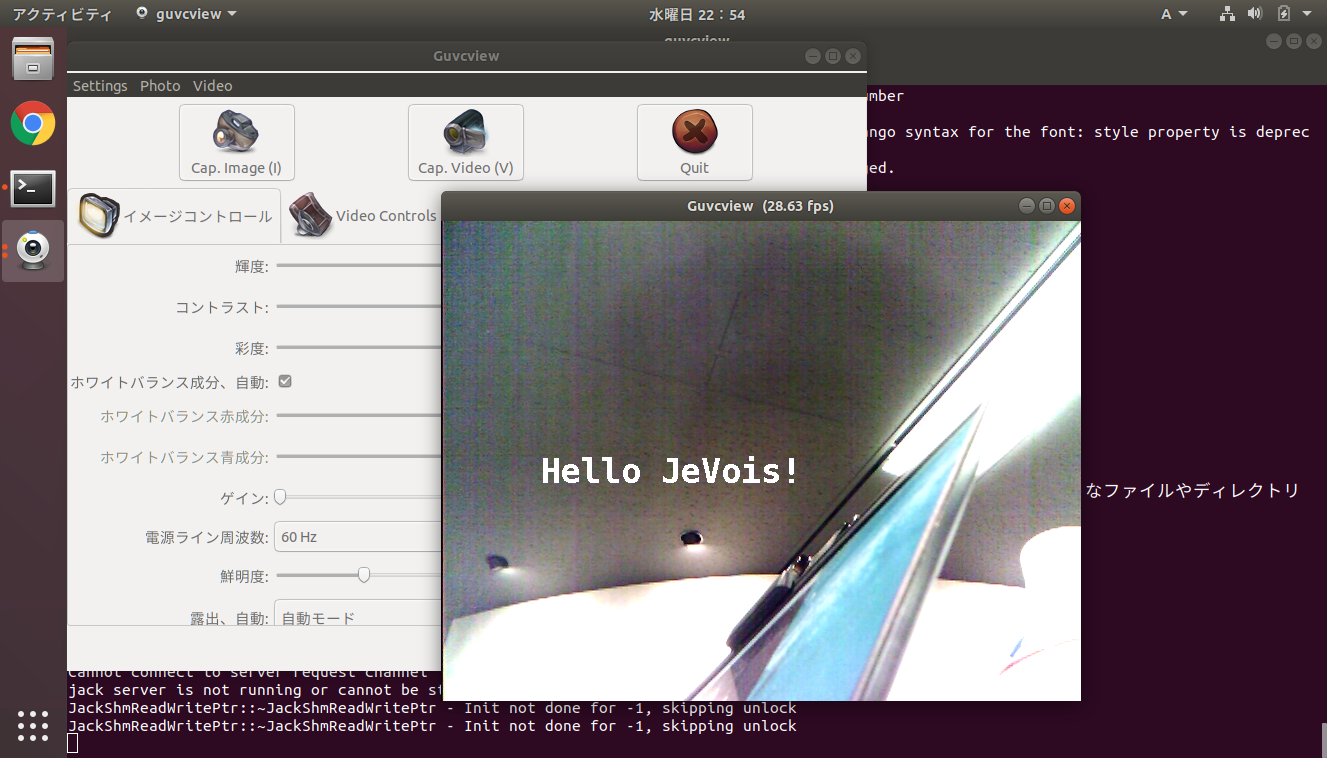 アクティビティ
guvcview
水曜日 22：54
A
guvcview
Guvcview
Settings Photo Video
Cap. Image (I)
Cap. Video (V)
Quit
イメージコントロール
Video Controls
輝度:
コントラスト:
彩度:
ホワイトバランス成分、自動:
ホワイトバランス赤成分:
ホワイトバランス青成分:
ゲイン:
電源ライン周波数:
60 Hz
鮮明度:
露出、自動:
自動モード
Guvcview (28.63 fps)
Hello JeVois!
mber
ngo syntax for the font: style property is deprec
ed.
なファイルやディレクトリ
Cannot connect to server request channel
jack server is not running or cannot be st
JackShmReadWritePtr::~JackShmReadWritePtr - Init not done for -1, skipping unlock
JackShmReadWritePtr::~JackShmReadWritePtr - Init not done for -1, skipping unlock